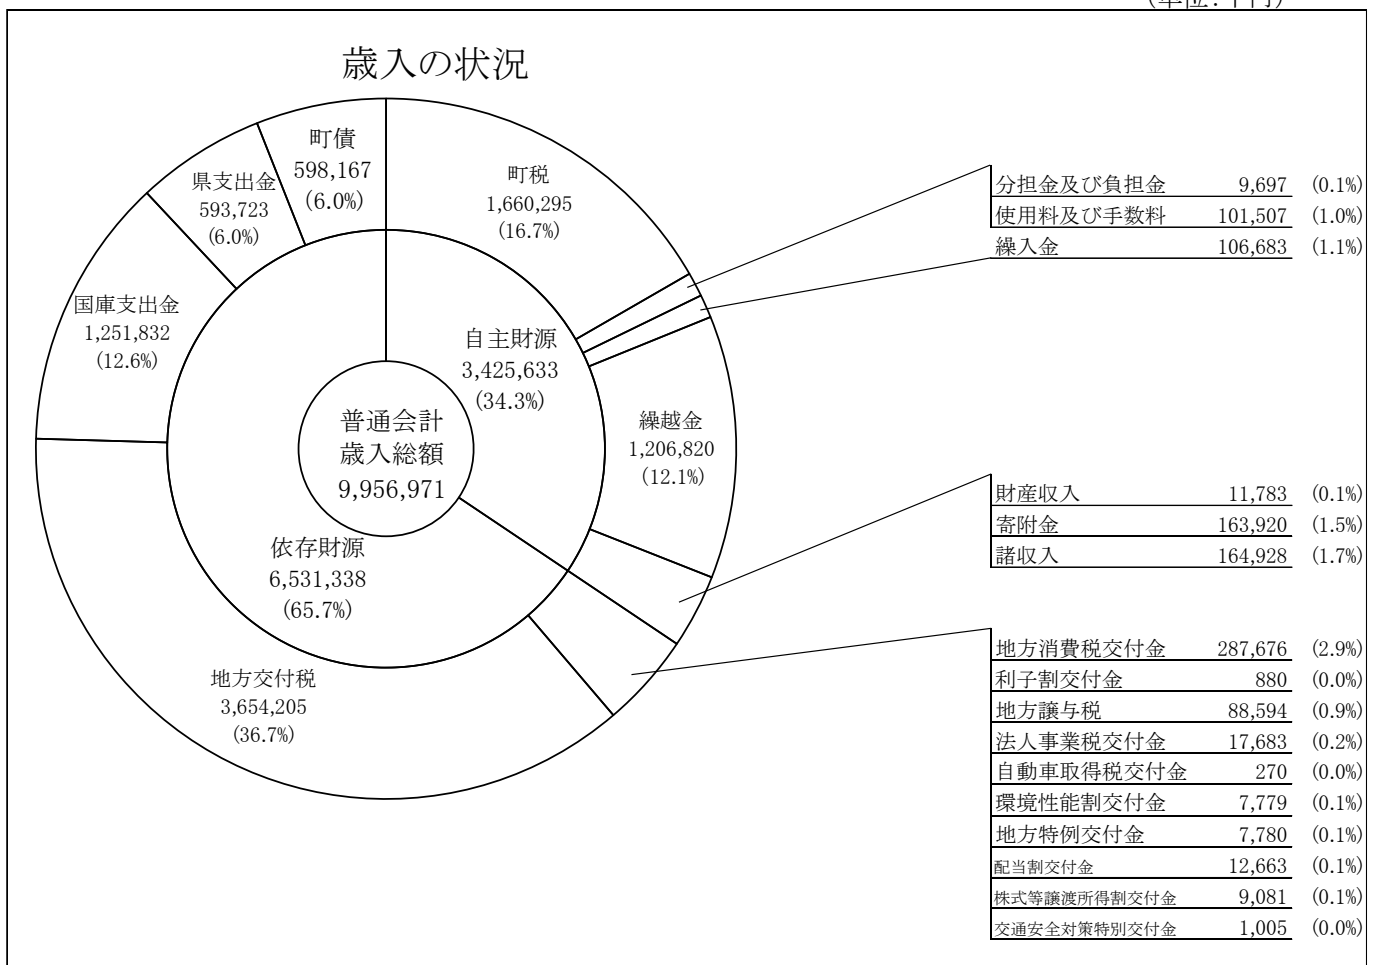 (単位:千円)
歳入の状況
町債
598,167
(6.0%)
県支出金
593,723
(6.0%)
町税
1,660,295
(16.7%)
国庫支出金
1,251,832
(12.6%)
自主財源
3,425,633
(34.3%)
普通会計
歳入総額
9,956,971
繰越金
1,206,820
(12.1%)
依存財源
6,531,338
(65.7%)
地方交付税
3,654,205
(36.7%)
分担金及び負担金 9,697 (0.1%)
使用料及び手数料 101,507 (1.0%)
繰入金 106,683 (1.1%)
財産収入 11,783 (0.1%)
寄附金 163,920 (1.5%)
諸収入 164,928 (1.7%)
地方消費税交付金 287,676 (2.9%)
利子割交付金 880 (0.0%)
地方譲与税 88,594 (0.9%)
法人事業税交付金 17,683 (0.2%)
自動車取得税交付金 270 (0.0%)
環境性能割交付金 7,779 (0.1%)
地方特例交付金 7,780 (0.1%)
配当割交付金 12,663 (0.1%)
株式等譲渡所得割交付金 9,081 (0.1%)
交通安全対策特別交付金 1,005 (0.0%)